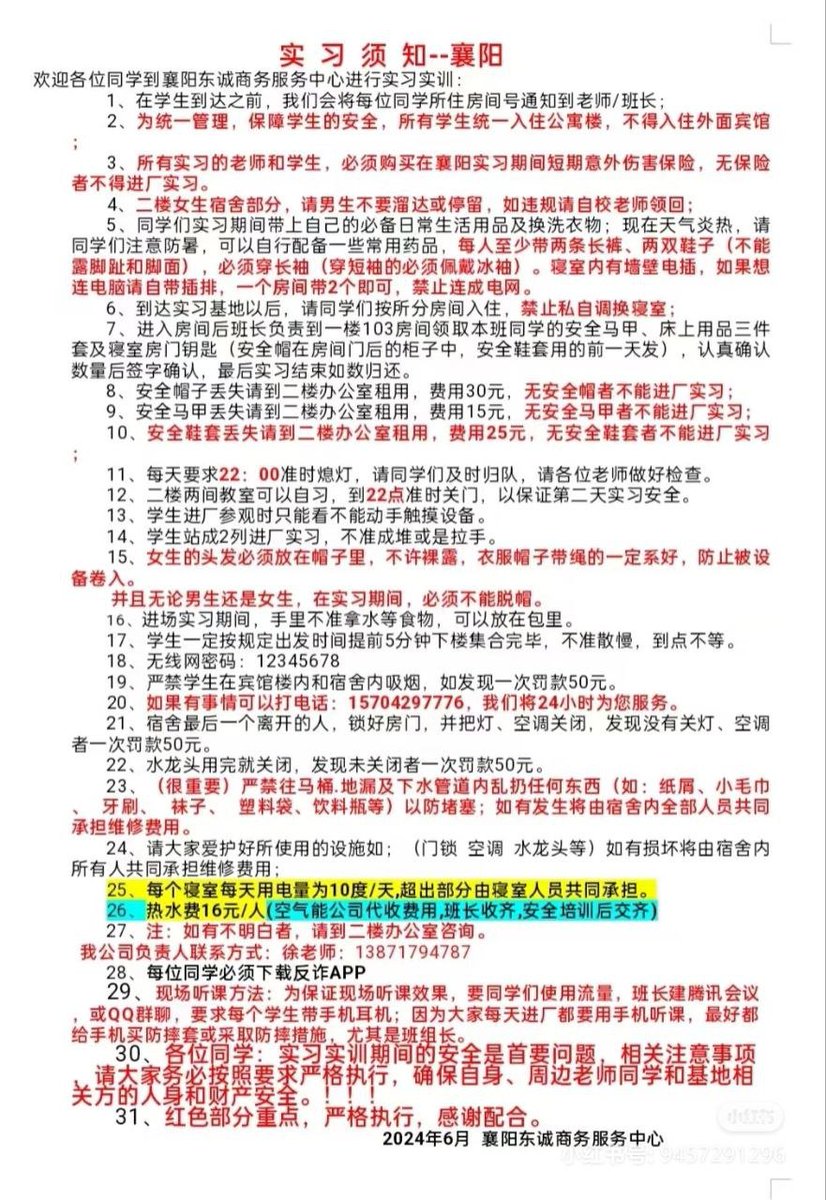 实 习 须 知--襄阳
欢迎各位同学到襄阳东诚商务服务中心进行实习实训：
1、在学生到达之前，我们会将每位同学所住房间号通知到老师/班长；
2、为统一管理，保障学生的安全，所有学生统一入住公寓楼，不得入住外面宾馆
；
3、所有实习的老师和学生，必须购买在襄阳实习期间短期意外伤害保险，无保险
者不得进厂实习。
4、二楼女生宿舍部分，请男生不要溜达或停留，如违规请自校老师领回；
5、同学们实习期间带上自己的必备日常生活用品及换洗衣物；现在天气炎热，请
同学们注意防暑，可以自行配备一些常用药品，每人至少带两条长裤、两双鞋子（不能
露脚趾和脚面），必须穿长袖（穿短袖的必须佩戴冰袖）。寝室内有墙壁电插，如果想
连电脑请自带插排，一个房间带2个即可，禁止连成电网。
6、到达实习基地以后，请同学们按所分房间入住，禁止私自调换寝室；
7、进入房间后班长负责到一楼103房间领取本班同学的安全马甲、床上用品三件
套及寝室房门钥匙（安全帽在房间门后的柜子中，安全鞋套用的前一天发），认真确认
数量后签字确认，最后实习结束如数归还。
8、安全帽子丢失请到二楼办公室租用，费用30元，无安全帽者不能进厂实习；
9、安全马甲丢失请到二楼办公室租用，费用15元，无安全马甲者不能进厂实习；
10、安全鞋套丢失请到二楼办公室租用，费用25元，无安全鞋套者不能进厂实习
；
11、每天要求22：00准时熄灯，请同学们及时归队，请各位老师做好检查。
12、二楼两间教室可以自习，到22点准时关门，以保证第二天实习安全。
13、学生进厂参观时只能看不能动手触摸设备。
14、学生站成2列进厂实习，不准成堆或是拉手。
15、女生的头发必须放在帽子里，不许裸露，衣服帽子带绳的一定系好，防止被设
备卷入。
并且无论男生还是女生，在实习期间，必须不能脱帽。
16、进场实习期间，手里不准拿水等食物，可以放在包里。
17、学生一定按规定出发时间提前5分钟下楼集合完毕，不准散慢，到点不等。
18、无线网密码：12345678
19、严禁学生在宾馆楼内和宿舍内吸烟，如发现一次罚款50元。
20、如果有事情可以打电话：15704297776，我们将24小时为您服务。
21、宿舍最后一个离开的人，锁好房门，并把灯、空调关闭，发现没有关灯、空调
者一次罚款50元。
22、水龙头用完就关闭，发现未关闭者一次罚款50元。
23、（很重要）严禁往马桶.地漏及下水管道内乱扔任何东西（如：纸屑、小毛巾
、 牙刷、 袜子、 塑料袋、饮料瓶等）以防堵塞；如有发生将由宿舍内全部人员共同
承担维修费用。
24、请大家爱护好所使用的设施如；（门锁 空调 水龙头等）如有损坏将由宿舍内
所有人共同承担维修费用；
25、每个寝室每天用电量为10度/天,超出部分由寝室人员共同承担。
26、热水费16元/人(空气能公司代收费用,班长收齐,安全培训后交齐)
27、注：如有不明白者，请到二楼办公室咨询。
我公司负责人联系方式：徐老师：13871794787
28、每位同学必须下载反诈APP
29、现场听课方法：为保证现场听课效果，要同学们使用流量，班长建腾讯会议
，或QQ群聊，要求每个学生带手机耳机；因为大家每天进厂都要用手机听课，最好都
给手机买防摔套或采取防摔措施，尤其是班组长。
30、各位同学：实习实训期间的安全是首要问题，相关注意事项
，请大家务必按照要求严格执行，确保自身、周边老师同学和基地相
关方的人身和财产安全。！！！
31、红色部分重点，严格执行，感谢配合。
2024年6月 襄阳东诚商务服务中心
小红书
小红书号：9457291296